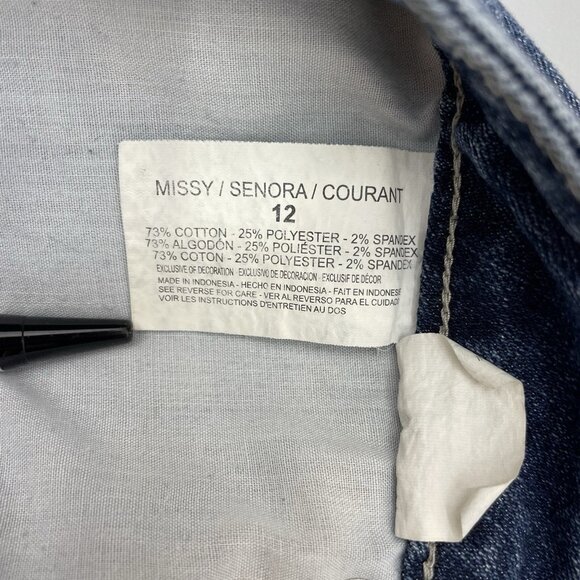 MISSY / SENORA / COURANT
12
73% COTTON - 25% POLYESTER - 2% SPANDEX
73% ALGODÓN - 25% POLIÉSTER - 2% SPANDEX
73% COTON - 25% POLYESTER - 2% SPANDEX
EXCLUSIVE OF DECORATION - EXCLUSIVO DE DECORACION - EXCLUSIF DE DÉCOR
MADE IN INDONESIA - HECHO EN INDONESIA - FAIT EN INDONESIA
SEE REVERSE FOR CARE - VER AL REVERSO PARA EL CUIDADO
VOIR LES INSTRUCTIONS D'ENTRETIEN AU DOS